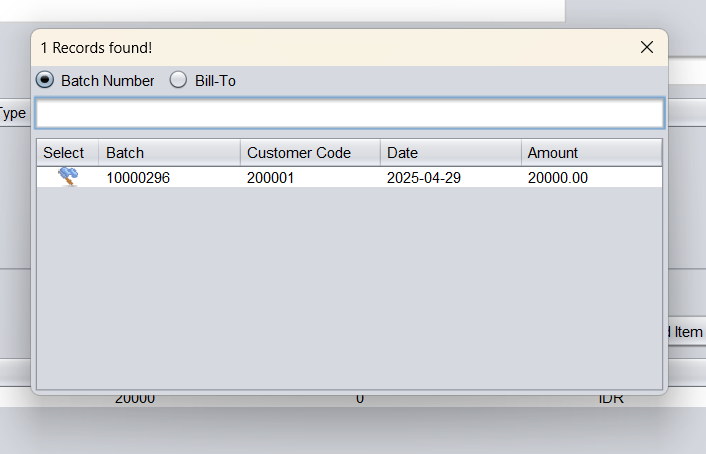 1 Records found!
Batch Number Bill-To
Type
Select Batch Customer Code Date Amount
10000296 200001 2025-04-29 20000.00
Item
20000 0 IDR